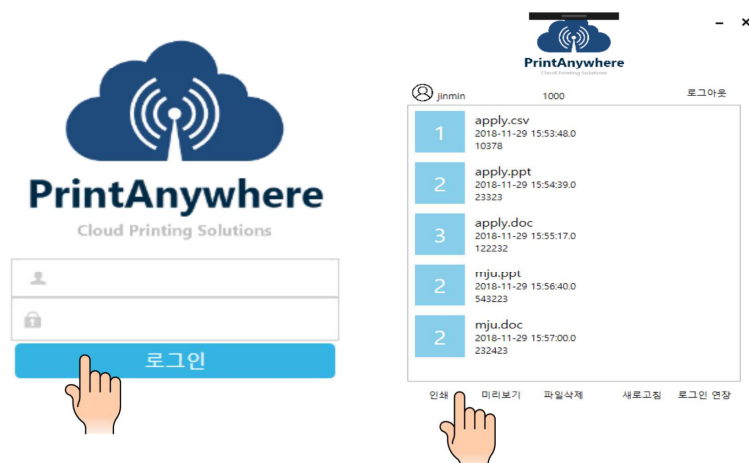 PrintAnywhere
Cloud Printing Solutions
로그인
PrintAnywhere
Cloud Printing Solutions
jinmin 1000 로그아웃
1
apply.csv
2018-11-29 15:53:48.0
10378
2
apply.ppt
2018-11-29 15:54:39.0
23323
3
apply.doc
2018-11-29 15:55:17.0
122232
2
mju.ppt
2018-11-29 15:56:40.0
543223
2
mju.doc
2018-11-29 15:57:00.0
232423
인쇄 미리보기 파일삭제 새로고침 로그인 연장